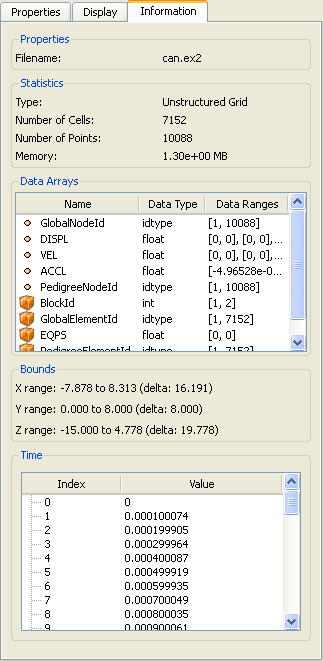 Properties Display Information
Properties
Filename: can.ex2
Statistics
Type: Unstructured Grid
Number of Cells: 7152
Number of Points: 10088
Memory: 1.30e+00 MB
Data Arrays
Name Data Type Data Ranges
GlobalNodeId idtype [1, 10088]
DISPL float [0, 0], [0, 0],...
VEL float [0, 0], [0, 0],...
ACCL float [-4.96528e-0...
PedigreeNodeId idtype [1, 10088]
BlockId int [1, 2]
GlobalElementId idtype [1, 7152]
EQPS float [0, 0]
PedigreeElementId idtype [1, 7152]
Bounds
X range: -7.878 to 8.313 (delta: 16.191)
Y range: 0.000 to 8.000 (delta: 8.000)
Z range: -15.000 to 4.778 (delta: 19.778)
Time
Index Value
0 0
1 0.000100074
2 0.000199905
3 0.000299964
4 0.000400087
5 0.000499919
6 0.000599935
7 0.000700049
8 0.000800035
9 0.000900061